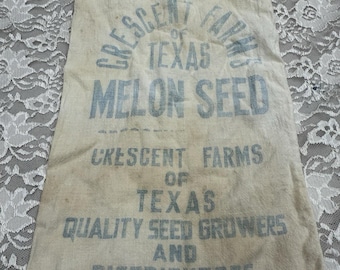 CRESCENT FARMS
OF
TEXAS
MELON SEED
CRESCENT FARMS
OF
TEXAS
QUALITY SEED GROWERS
AND